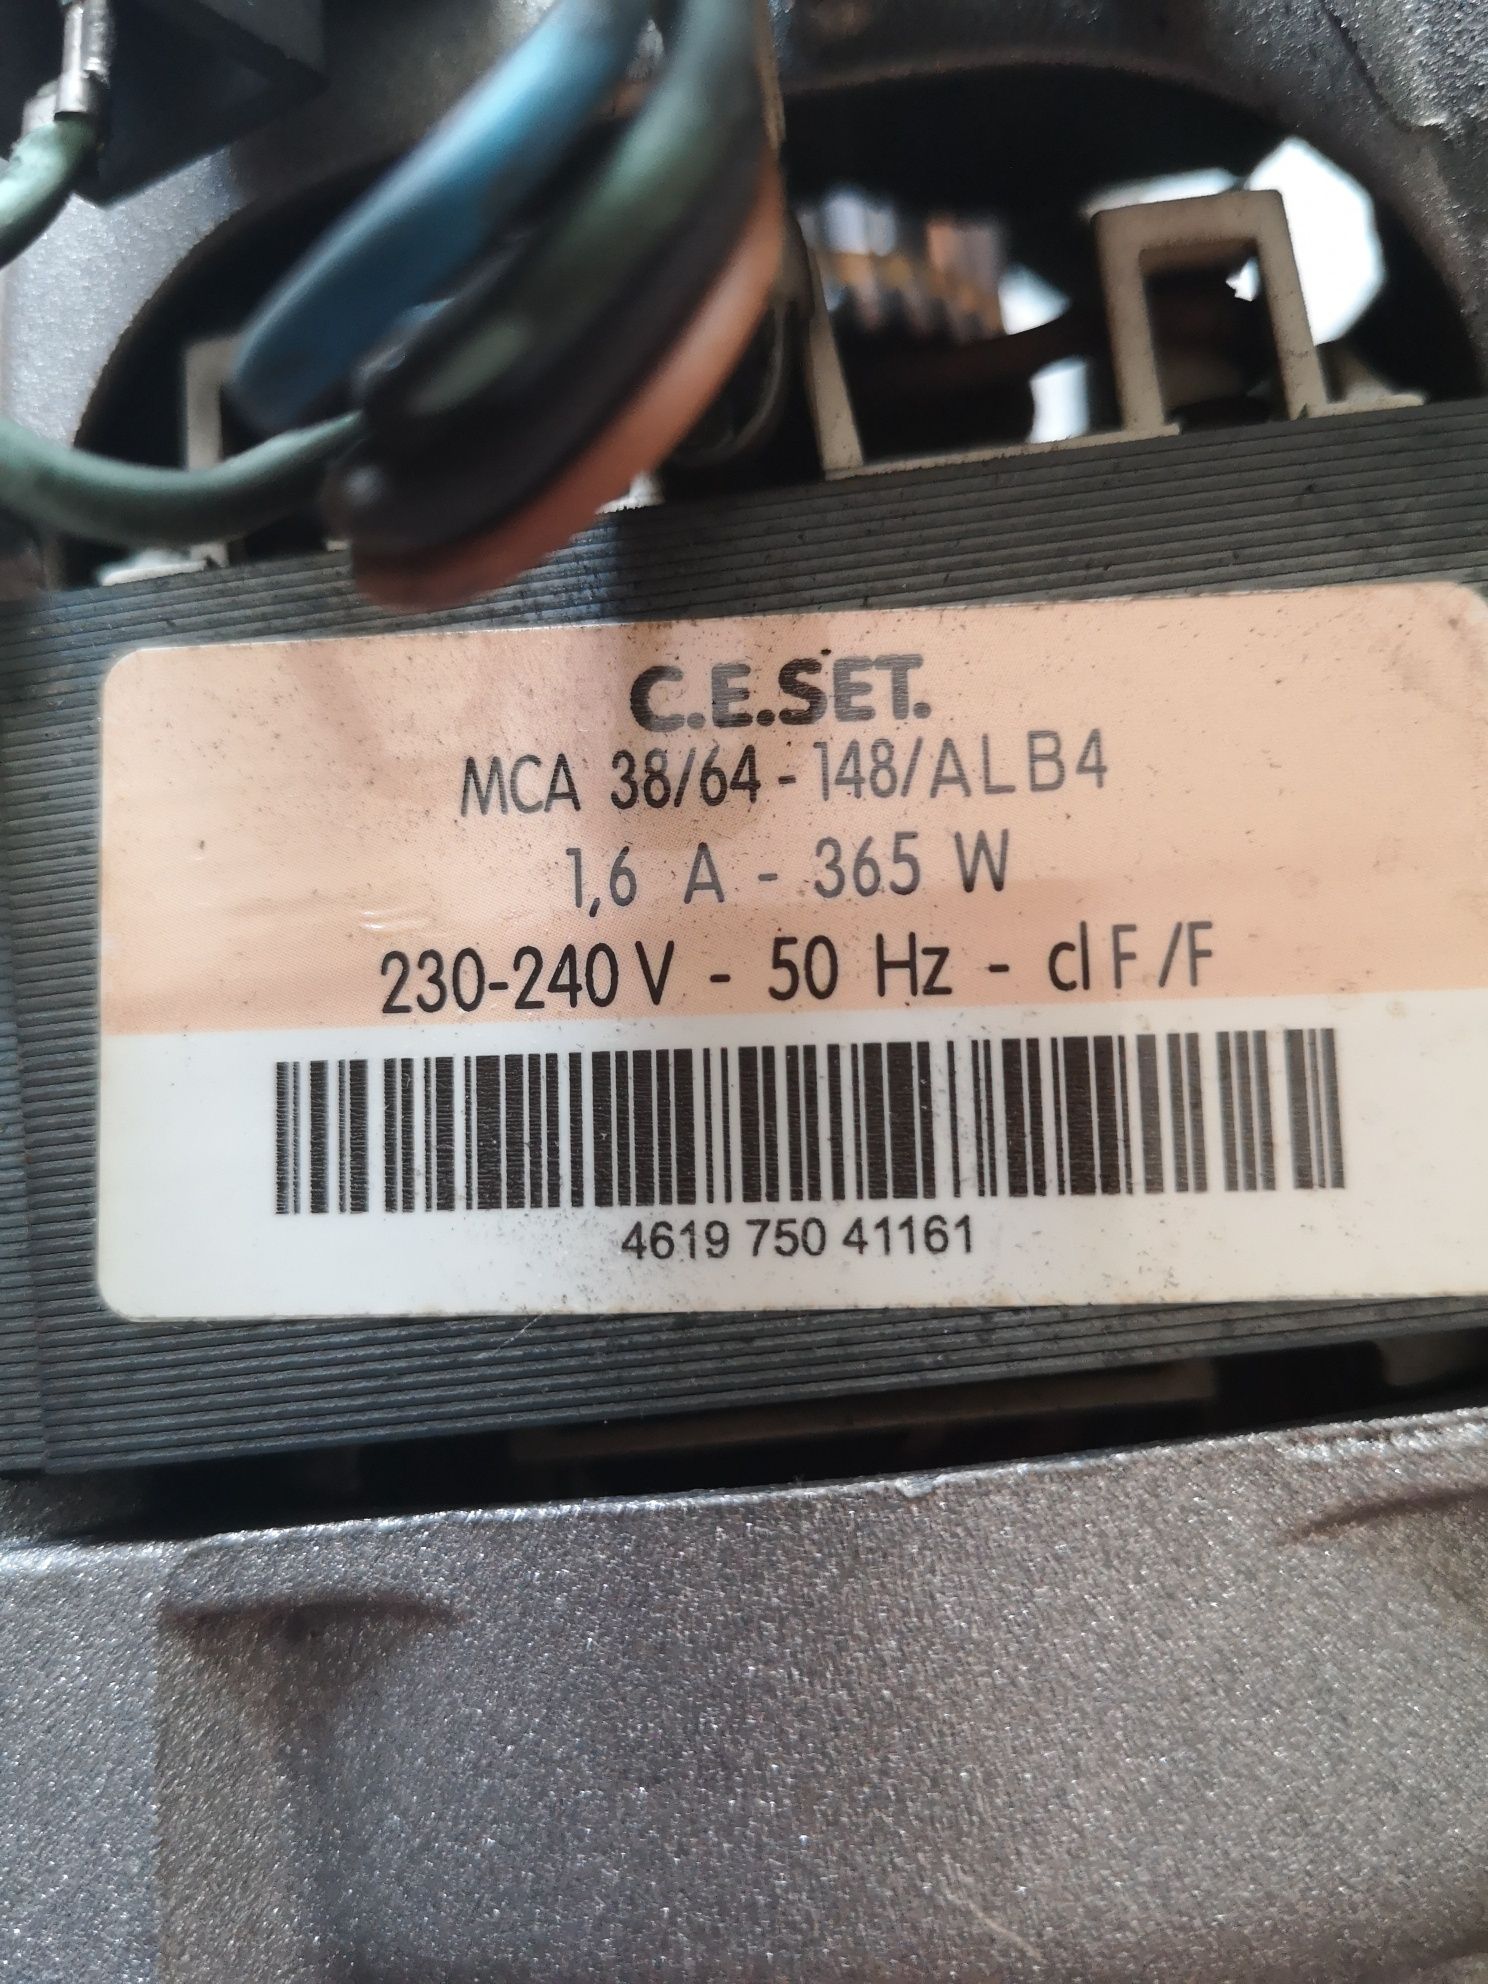 C.E.SET.
MCA 38/64-148/ALB4
1,6 A - 365 W
230-240 V - 50 Hz - cl F/F
4619 750 41161